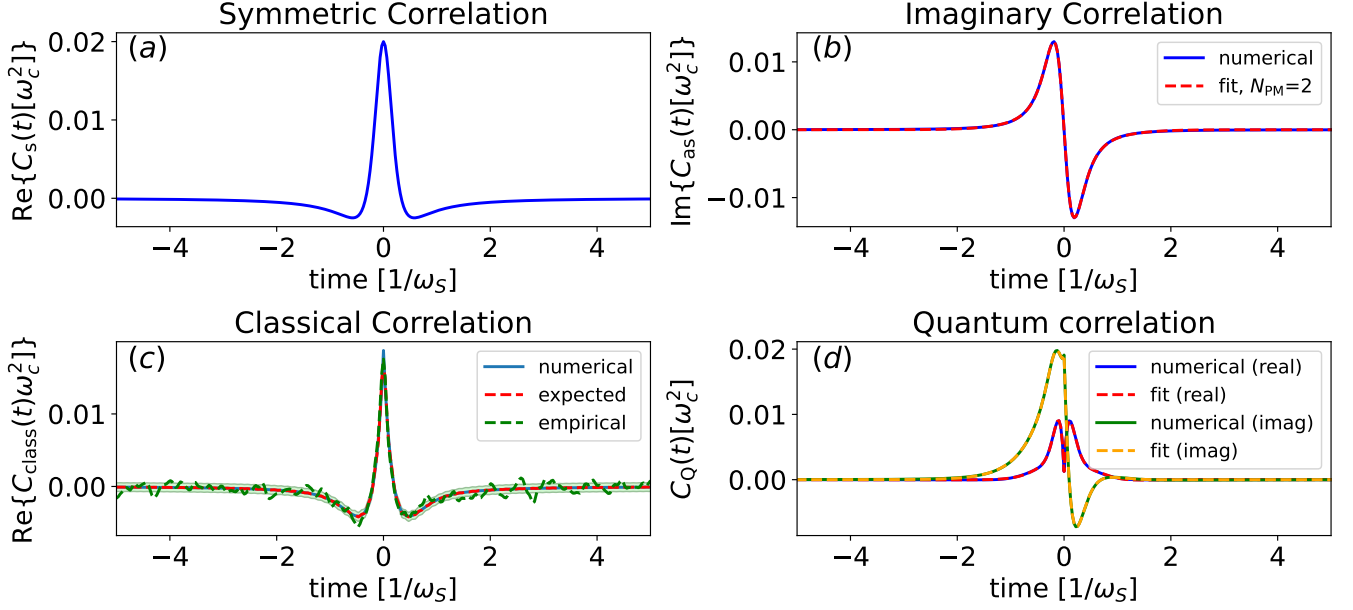 Symmetric Correlation
(a)
Re{C_s(t)[ω_c^2]}
0.02
0.01
0.00
−4 −2 0 2 4
time [1/ω_S]
Imaginary Correlation
(b)
Im{C_as(t)[ω_c^2]}
0.01
0.00
−0.01
numerical
fit, N_PM=2
−4 −2 0 2 4
time [1/ω_S]
Classical Correlation
(c)
Re{C_class(t)ω_c^2]}
0.01
0.00
numerical
expected
empirical
−4 −2 0 2 4
time [1/ω_S]
Quantum correlation
(d)
C_Q(t)[ω_c^2]
0.02
0.01
0.00
numerical (real)
fit (real)
numerical (imag)
fit (imag)
−4 −2 0 2 4
time [1/ω_S]